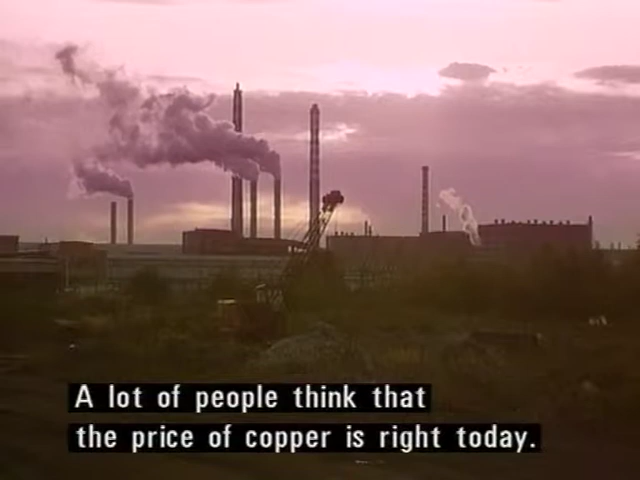 A lot of people think that
the price of copper is right today.